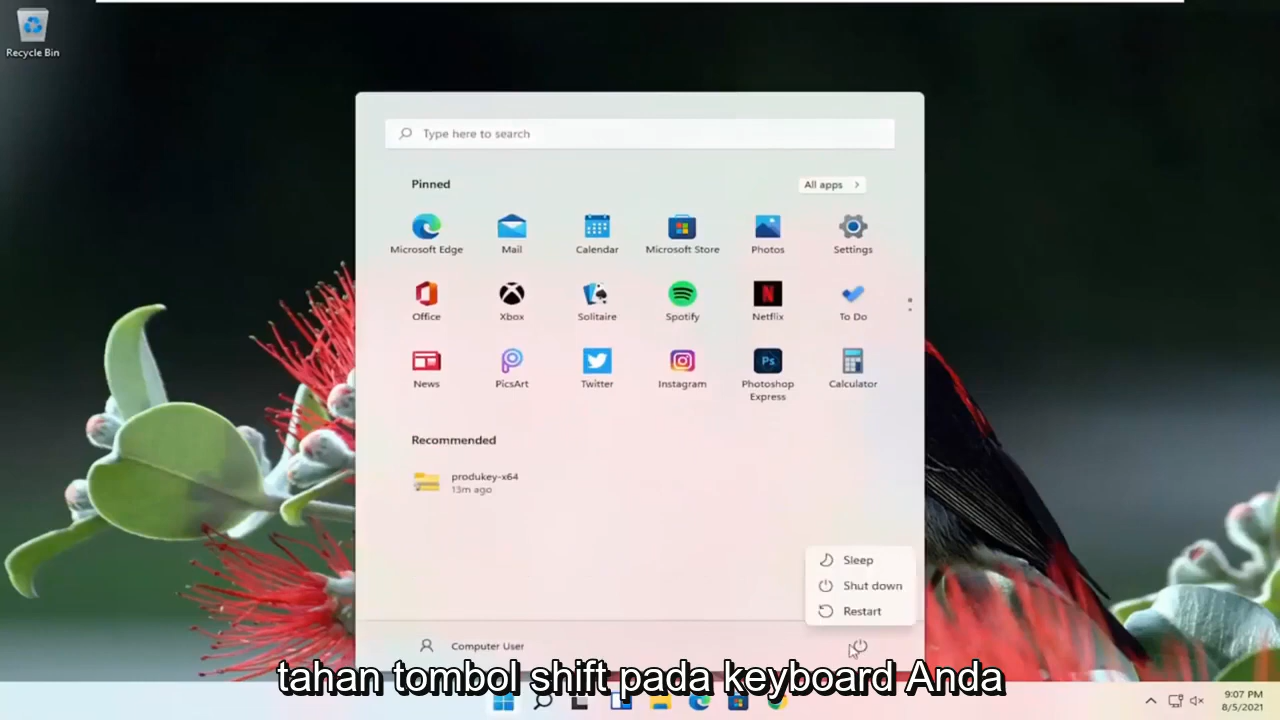 Recycle Bin
Type here to search
Pinned
All apps
Microsoft Edge
Mail
Calendar
Microsoft Store
Photos
Settings
Office
Xbox
Solitaire
Spotify
Netflix
To Do
News
PicsArt
Twitter
Instagram
Photoshop
Express
Calculator
Recommended
produkey-x64
13m ago
Sleep
Shut down
Restart
Computer User
tahan tombol shift pada keyboard Anda
9:07 PM
8/5/2021